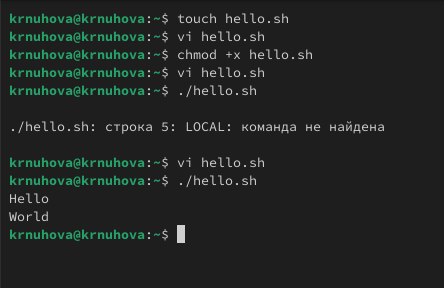 krnuhova@krnuhova:~$ touch hello.sh
krnuhova@krnuhova:~$ vi hello.sh
krnuhova@krnuhova:~$ chmod +x hello.sh
krnuhova@krnuhova:~$ vi hello.sh
krnuhova@krnuhova:~$ ./hello.sh
./hello.sh: строка 5: LOCAL: команда не найдена
krnuhova@krnuhova:~$ vi hello.sh
krnuhova@krnuhova:~$ ./hello.sh
Hello
World
krnuhova@krnuhova:~$